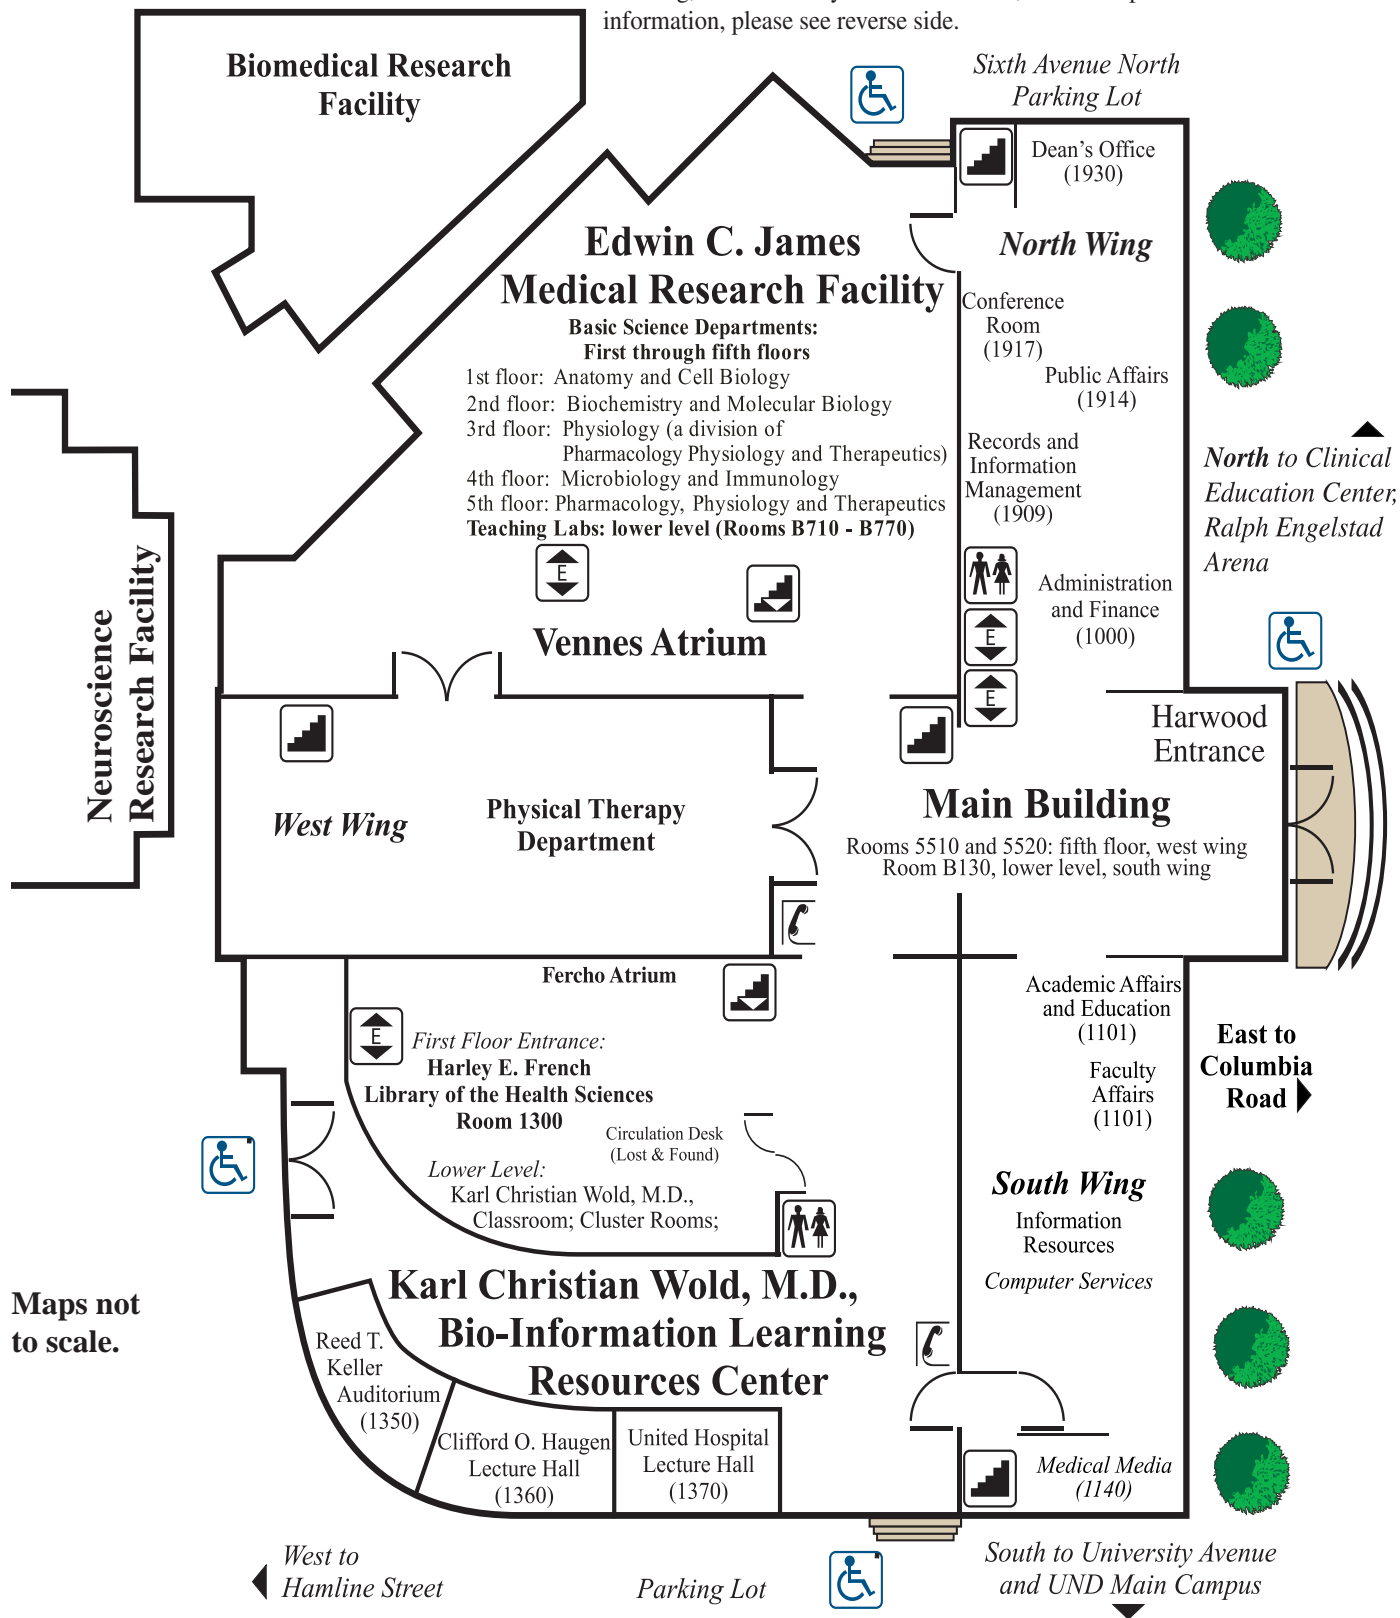 information, please see reverse side.
Biomedical Research
Facility
Sixth Avenue North
Parking Lot
Dean's Office
(1930)
Edwin C. James
Medical Research Facility
North Wing
Basic Science Departments:
First through fifth floors
1st floor: Anatomy and Cell Biology
2nd floor: Biochemistry and Molecular Biology
3rd floor: Physiology (a division of
Pharmacology Physiology and Therapeutics)
4th floor: Microbiology and Immunology
5th floor: Pharmacology, Physiology and Therapeutics
Teaching Labs: lower level (Rooms B710 - B770)
Conference
Room
(1917)
Public Affairs
(1914)
Records and
Information
Management
(1909)
North to Clinical
Education Center,
Ralph Engelstad
Arena
E
Administration
and Finance
(1000)
E
E
Vennes Atrium
Neuroscience
Research Facility
Harwood
Entrance
West Wing
Physical Therapy
Department
Main Building
Rooms 5510 and 5520: fifth floor, west wing
Room B130, lower level, south wing
Fercho Atrium
Academic Affairs
and Education
(1101)
E
First Floor Entrance:
Harley E. French
Library of the Health Sciences
Room 1300
Faculty
Affairs
(1101)
East to
Columbia
Road
Circulation Desk
(Lost & Found)
Lower Level:
Karl Christian Wold, M.D.,
Classroom; Cluster Rooms;
South Wing
Information
Resources
Computer Services
Karl Christian Wold, M.D.,
Bio-Information Learning
Resources Center
Maps not
to scale.
Reed T.
Keller
Auditorium
(1350)
Clifford O. Haugen
Lecture Hall
(1360)
United Hospital
Lecture Hall
(1370)
Medical Media
(1140)
West to
Hamline Street
Parking Lot
South to University Avenue
and UND Main Campus